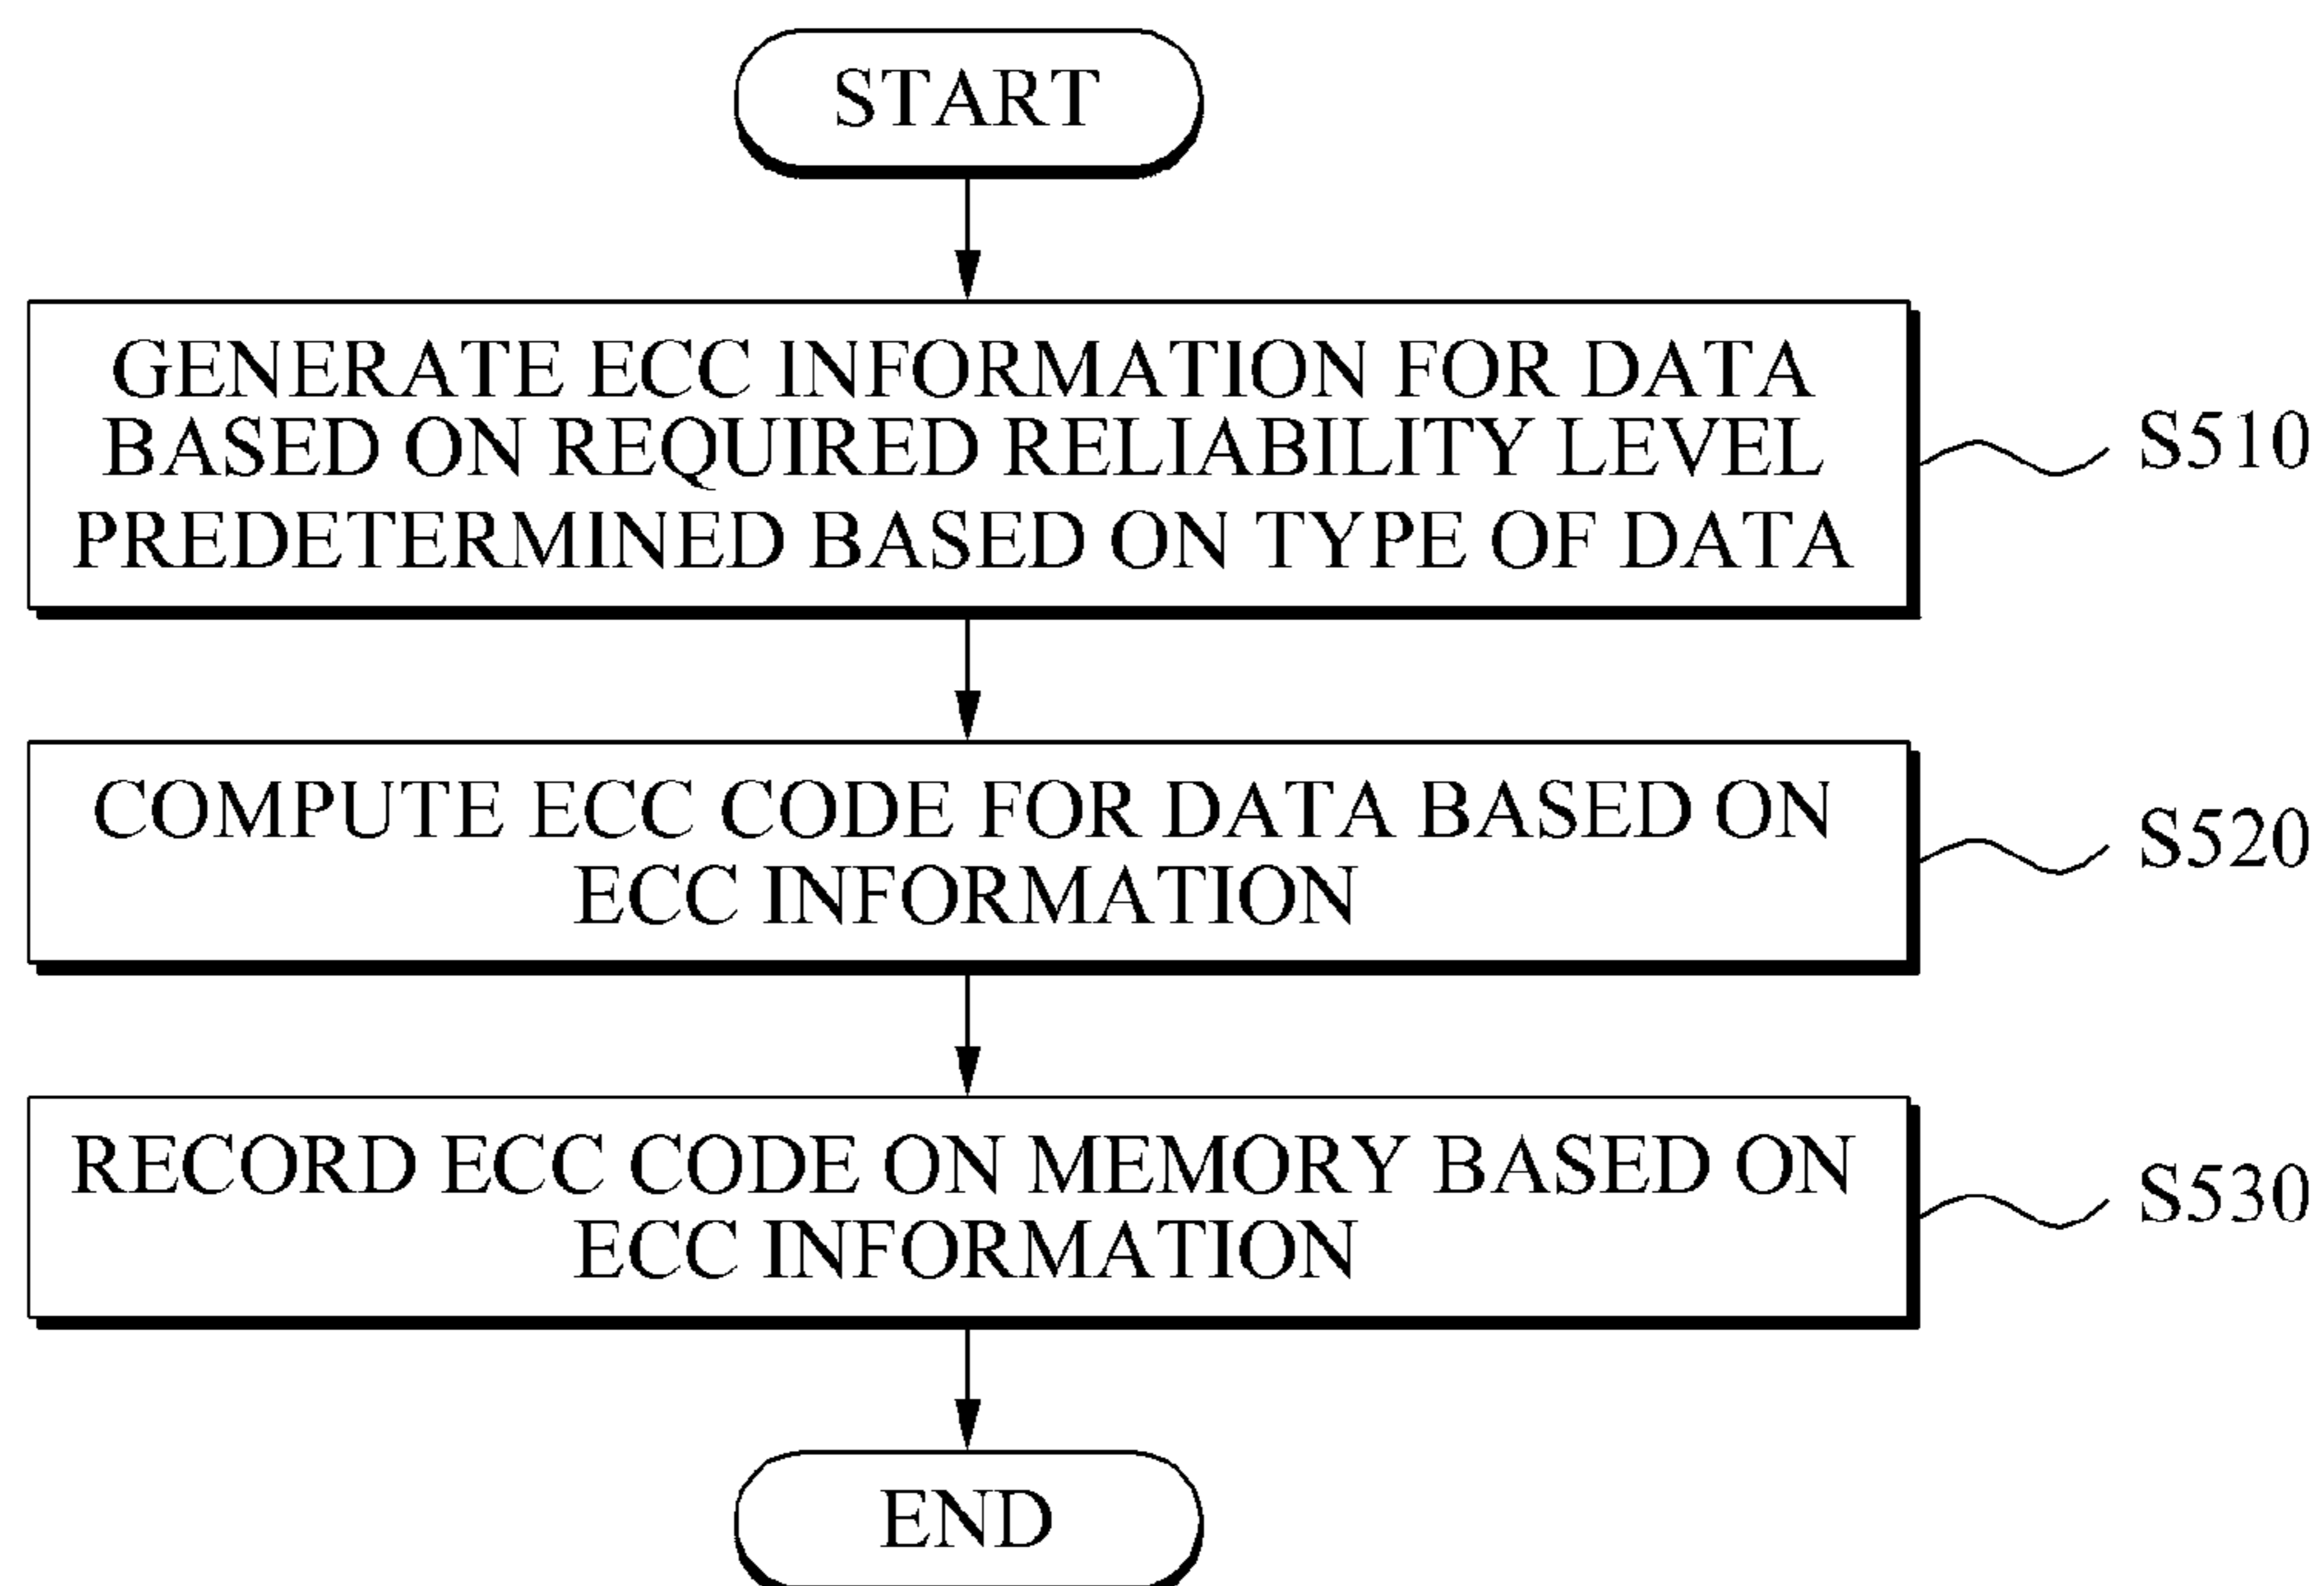 START
GENERATE ECC INFORMATION FOR DATA
BASED ON REQUIRED RELIABILITY LEVEL
PREDETERMINED BASED ON TYPE OF DATA
S510
COMPUTE ECC CODE FOR DATA BASED ON
ECC INFORMATION
S520
RECORD ECC CODE ON MEMORY BASED ON
ECC INFORMATION
S530
END